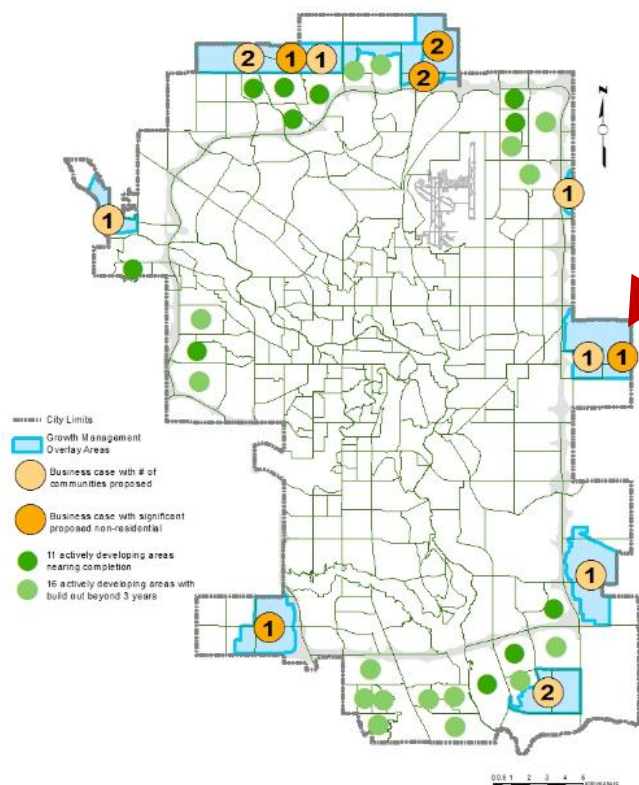 2
1
1
2
2
N
1
1
1
1
City Limits
Growth Management
Overlay Areas
Business case with # of
communities proposed
Business case with significant
proposed non-residential
11 actively developing areas
nearing completion
16 actively developing areas with
build out beyond 3 years
1
1
2